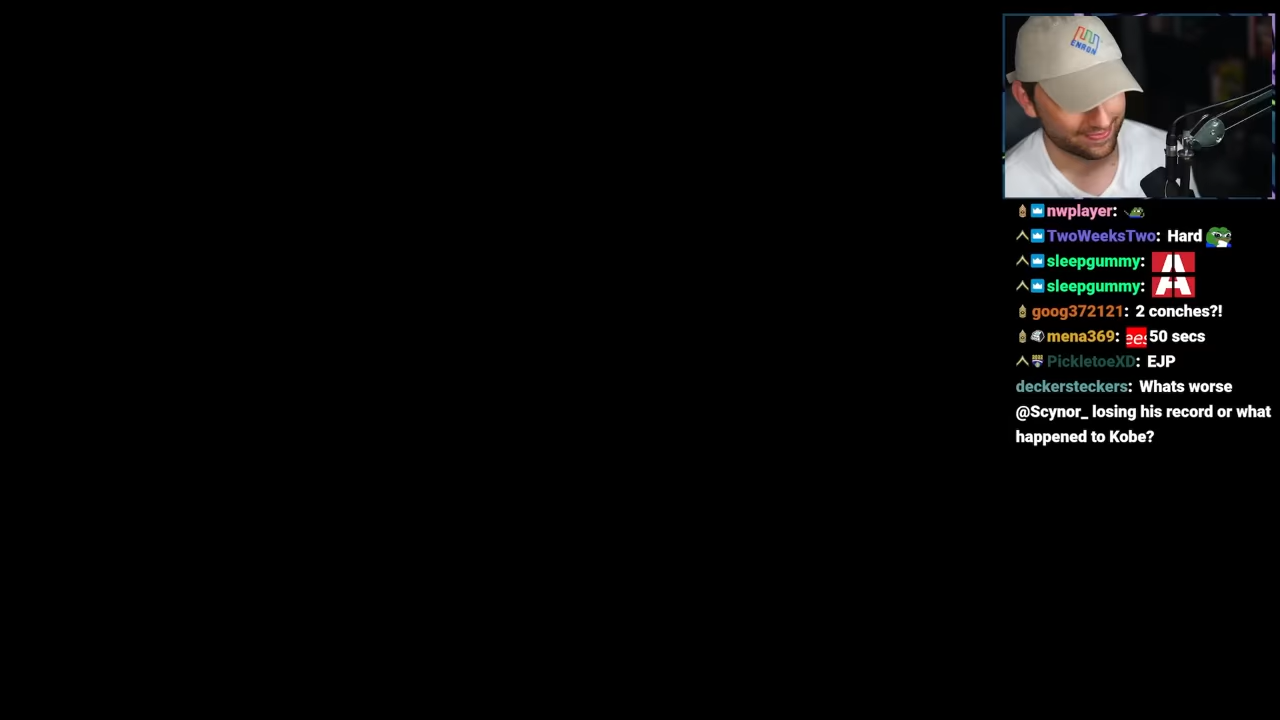 ENRON
nwplayer:
TwoWeeksTwo: Hard
sleepgummy:
sleepgummy:
goog372121: 2 conches?!
mena369: ees 50 secs
PickletoeXD: EJP
deckersteckers: Whats worse
@Scynor_ losing his record or what
happened to Kobe?